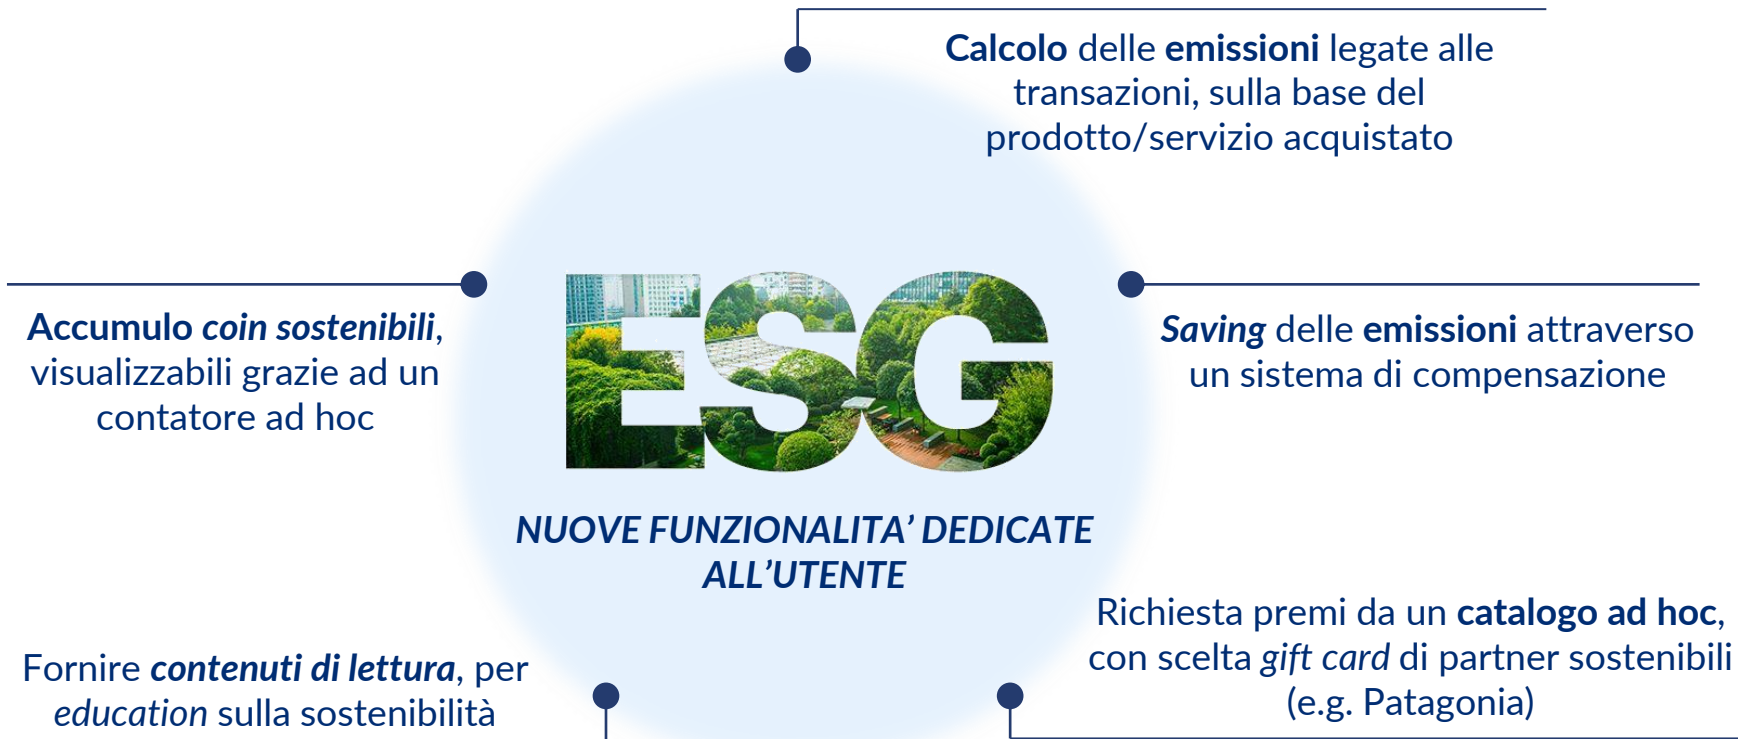 Calcolo delle emissioni legate alle
transazioni, sulla base del
prodotto/servizio acquistato
Accumulo coin sostenibili,
visualizzabili grazie ad un
contatore ad hoc
ESG
Saving delle emissioni attraverso
un sistema di compensazione
NUOVE FUNZIONALITA’ DEDICATE
ALL’UTENTE
Fornire contenuti di lettura, per
education sulla sostenibilità
Richiesta premi da un catalogo ad hoc,
con scelta gift card di partner sostenibili
(e.g. Patagonia)